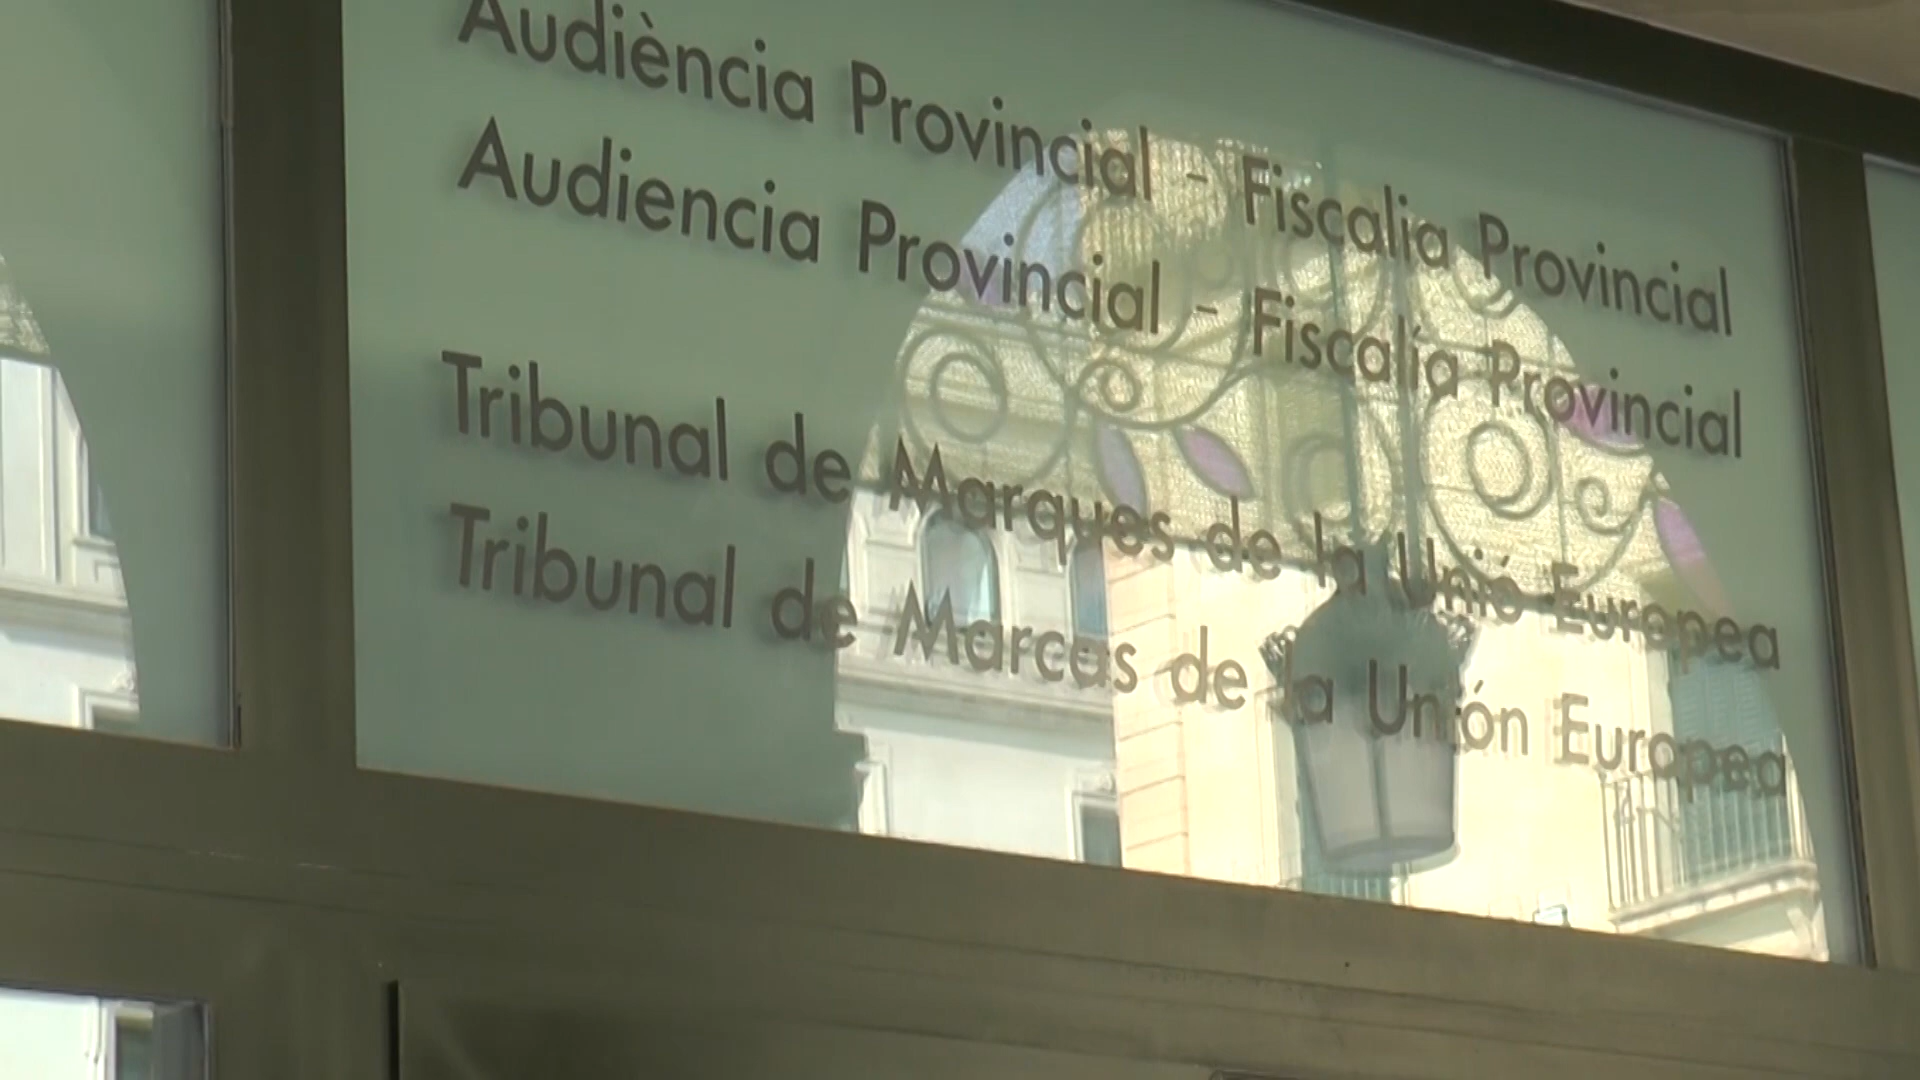 Audiència Provincial - Fiscalia Provincial
Audiencia Provincial - Fiscalía Provincial
Tribunal de Marques de la Unió Europea
Tribunal de Marcas de la Unión Europea